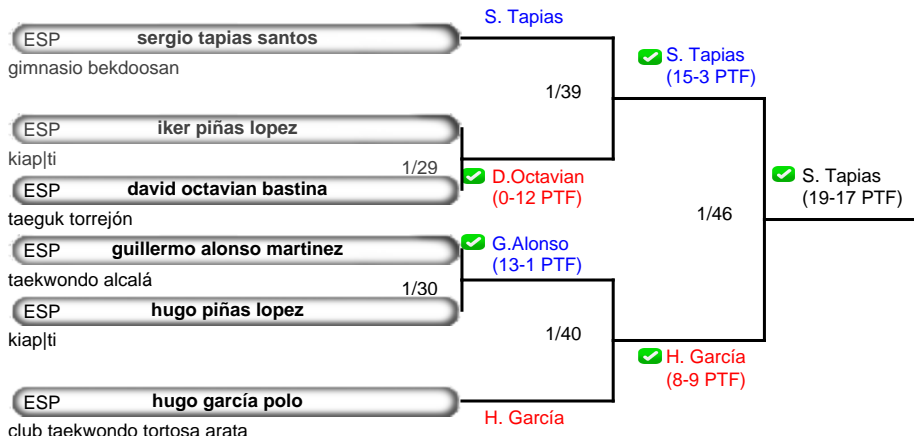 S. Tapias
ESP sergio tapias santos
gimnasio bekdoosan
S. Tapias
(15-3 PTF)
1/39
ESP iker piñas lopez
kiap|ti
1/29
D.Octavian
(0-12 PTF)
ESP david octavian bastina
taeguk torrejón
S. Tapias
(19-17 PTF)
1/46
ESP guillermo alonso martinez
taekwondo alcalá
G.Alonso
(13-1 PTF)
1/30
ESP hugo piñas lopez
kiap|ti
1/40
H. García
(8-9 PTF)
ESP hugo garcía polo
H. García
club taekwondo tortosa arata